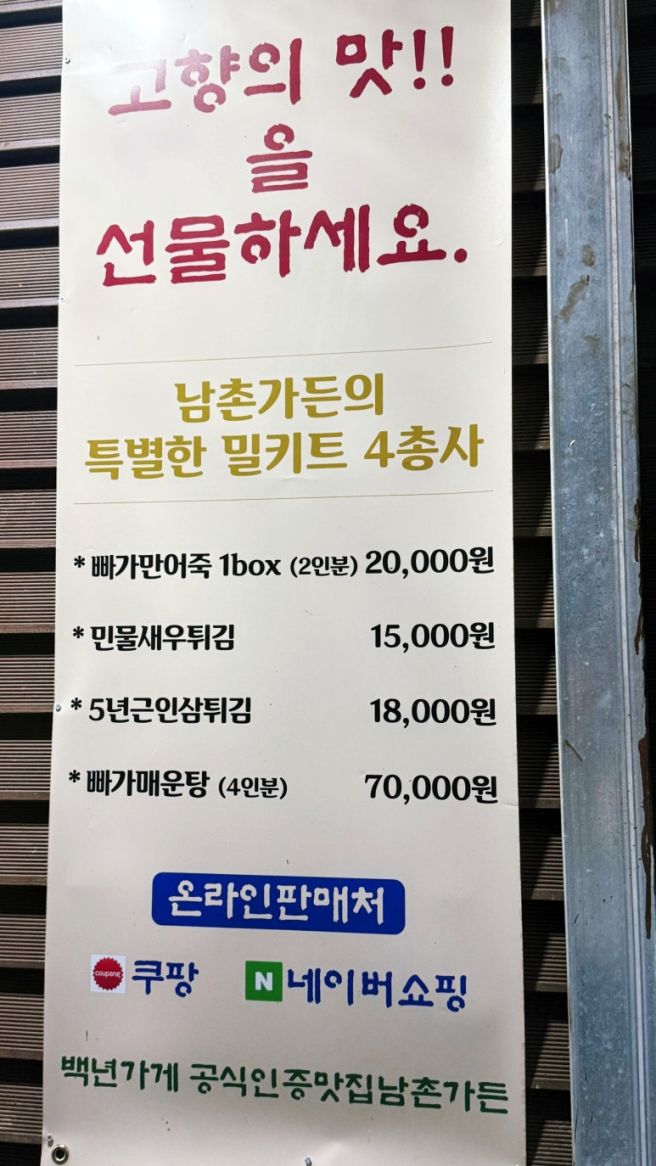 고향의 맛!!
을
선물하세요.
남촌가든의
특별한 밀키트 4총사
* 빠가만어죽 1box (2인분) 20,000원
* 민물새우튀김 15,000원
* 5년근인삼튀김 18,000원
* 빠가매운탕 (4인분) 70,000원
온라인판매처
coupang 쿠팡 N 네이버쇼핑
백년가게 공식인증맛집남촌가든